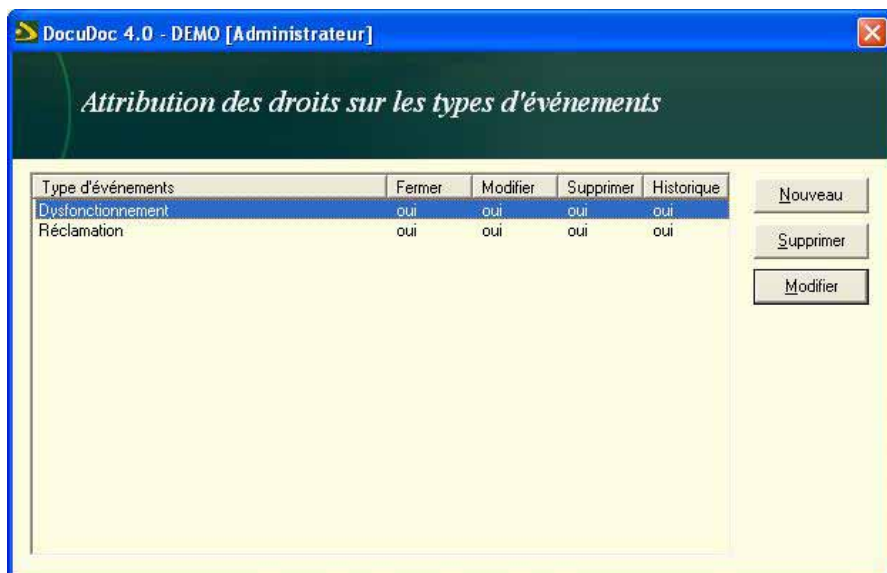 DocuDoc 4.0 - DEMO [Administrateur]
Attribution des droits sur les types d'événements
Type d'événements Fermer Modifier Supprimer Historique
Dysfonctionnement oui oui oui oui
Réclamation oui oui oui oui
Nouveau
Supprimer
Modifier